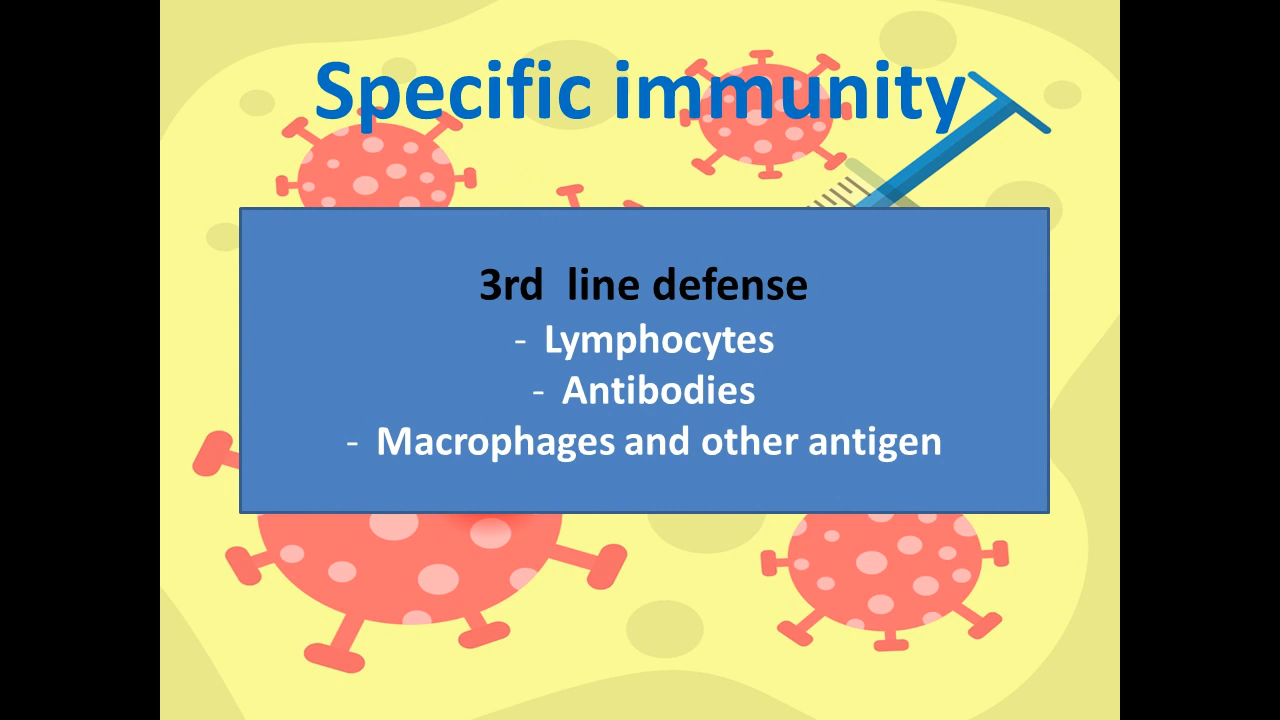 Specific immunity
3rd  line defense
- Lymphocytes
- Antibodies
- Macrophages and other antigen